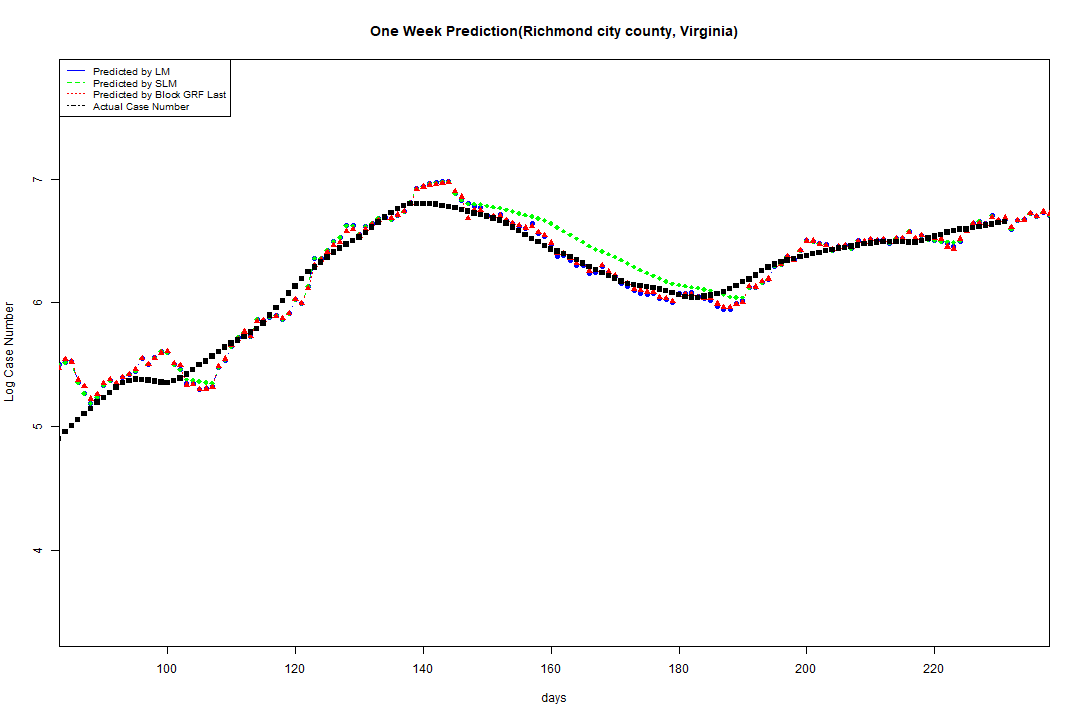 One Week Prediction(Richmond city county, Virginia)
Predicted by LM
Predicted by SLM
Predicted by Block GRF Last
Actual Case Number
7
6
5
4
Log Case Number
100 120 140 160 180 200 220
days